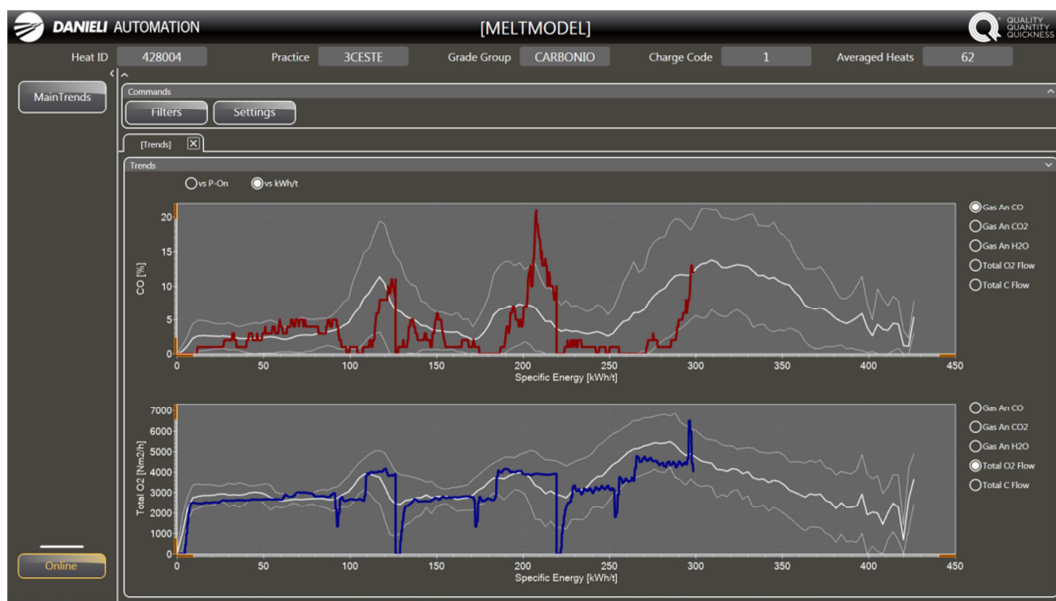 DANIELI AUTOMATION [MELTMODEL] QUALITY
QUANTITY
QUICKNESS
Heat ID 428004 Practice 3CESTE Grade Group CARBONIO Charge Code 1 Averaged Heats 62
MainTrends
Commands
Filters Settings
[Trends]
Trends
vs P-On vs kWh/t
20
15
10
5
0
CO [%]
0 50 100 150 200 250 300 350 400 450
Specific Energy [kWh/t]
Gas An CO
Gas An CO2
Gas An H2O
Total O2 Flow
Total C Flow
7000
6000
5000
4000
3000
2000
1000
0
Total O2 [Nm2/h]
0 50 100 150 200 250 300 350 400 450
Specific Energy [kWh/t]
Gas An CO
Gas An CO2
Gas An H2O
Total O2 Flow
Total C Flow
Online